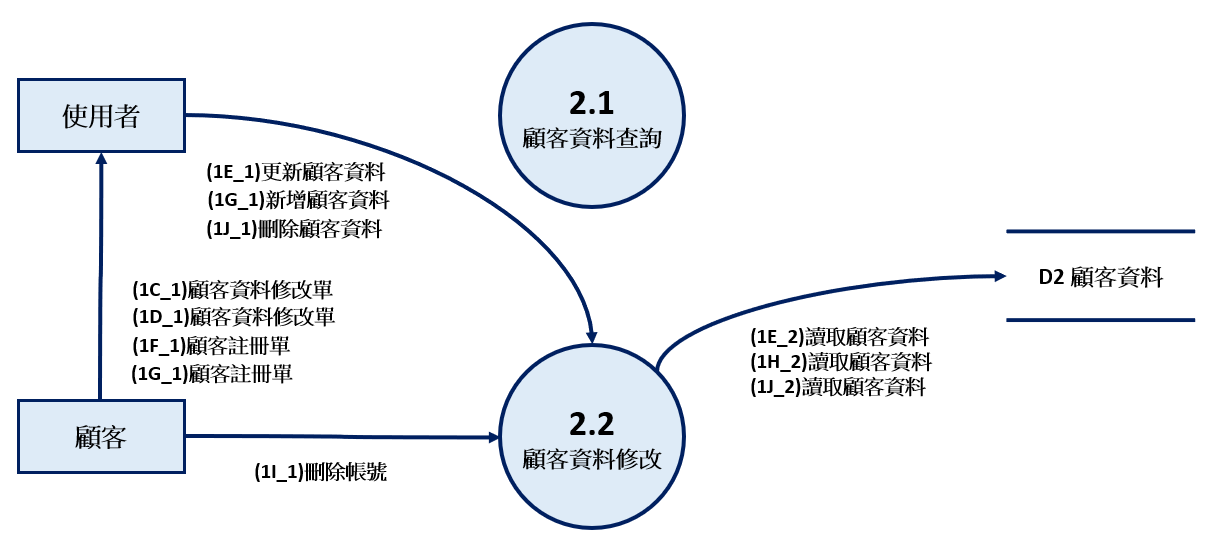 2.1
顧客資料查詢
使用者
(1E_1)更新顧客資料
(1G_1)新增顧客資料
(1J_1)刪除顧客資料
D2 顧客資料
(1C_1)顧客資料修改單
(1D_1)顧客資料修改單
(1F_1)顧客註冊單
(1G_1)顧客註冊單
(1E_2)讀取顧客資料
(1H_2)讀取顧客資料
(1J_2)讀取顧客資料
顧客
2.2
顧客資料修改
(1I_1)刪除帳號